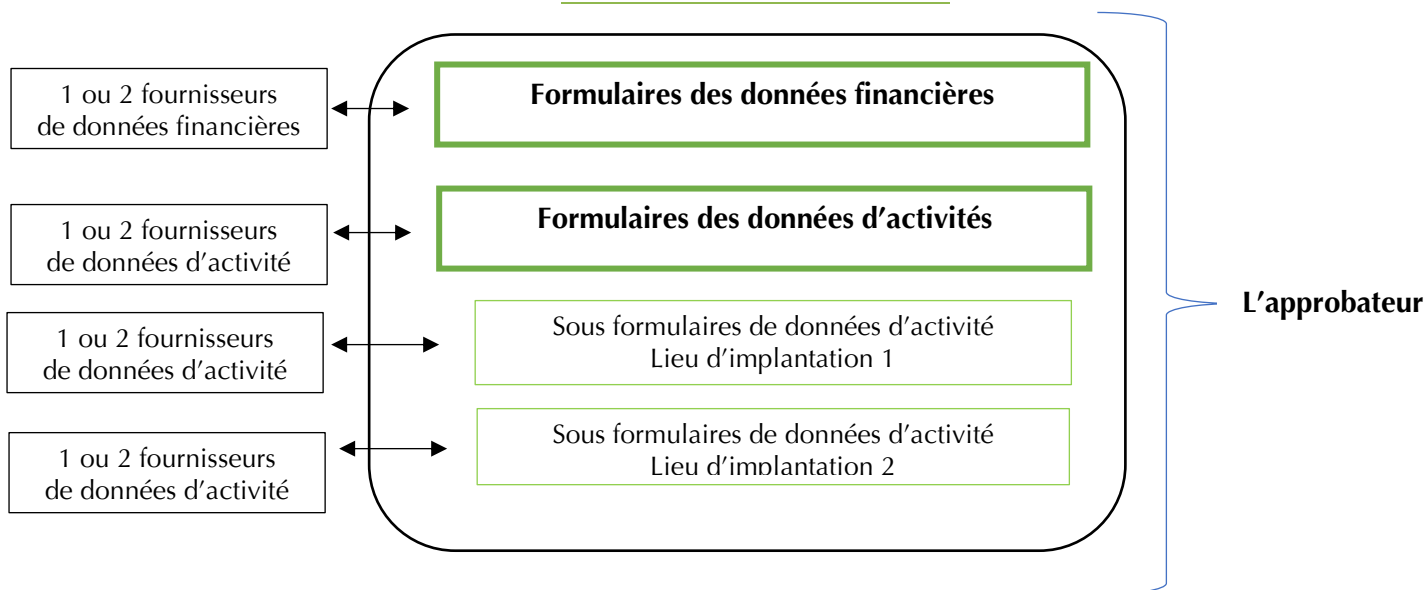 1 ou 2 fournisseurs
de données financières
Formulaires des données financières
1 ou 2 fournisseurs
de données d'activité
Formulaires des données d'activités
1 ou 2 fournisseurs
de données d'activité
Sous formulaires de données d'activité
Lieu d'implantation 1
1 ou 2 fournisseurs
de données d'activité
Sous formulaires de données d'activité
Lieu d'implantation 2
L'approbateur